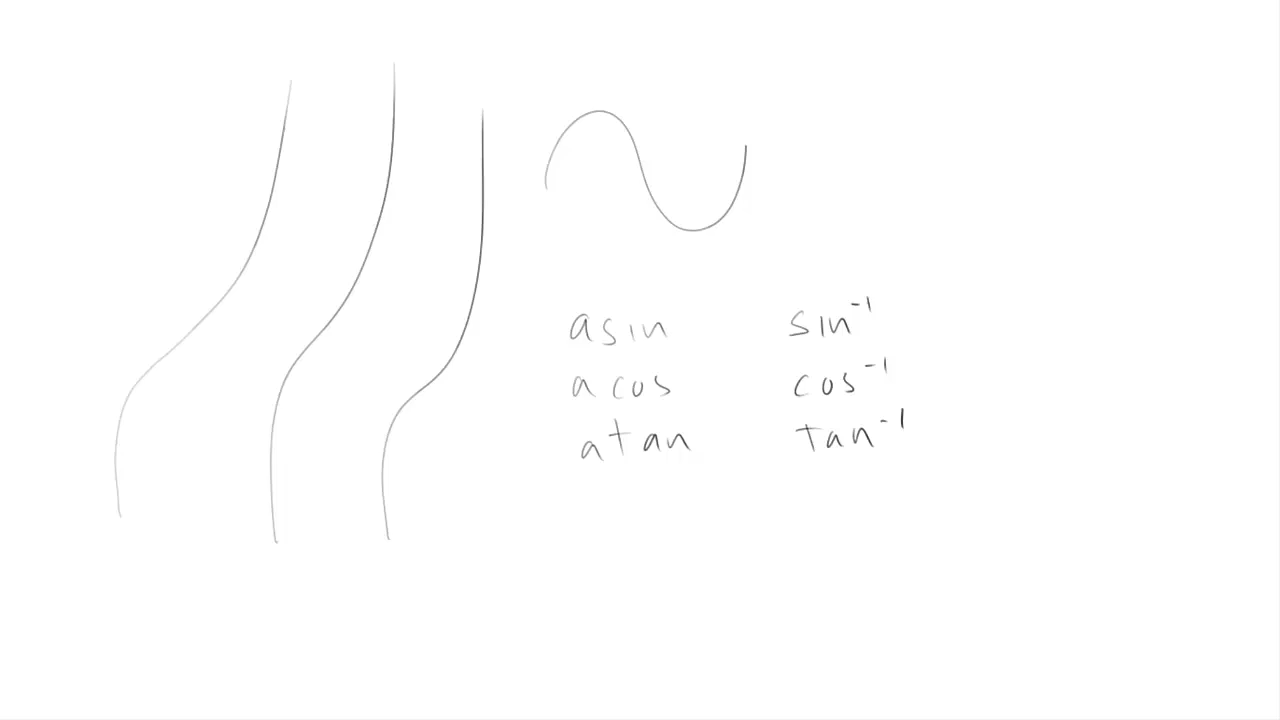 asin sin⁻¹
acos cos⁻¹
atan tan⁻¹